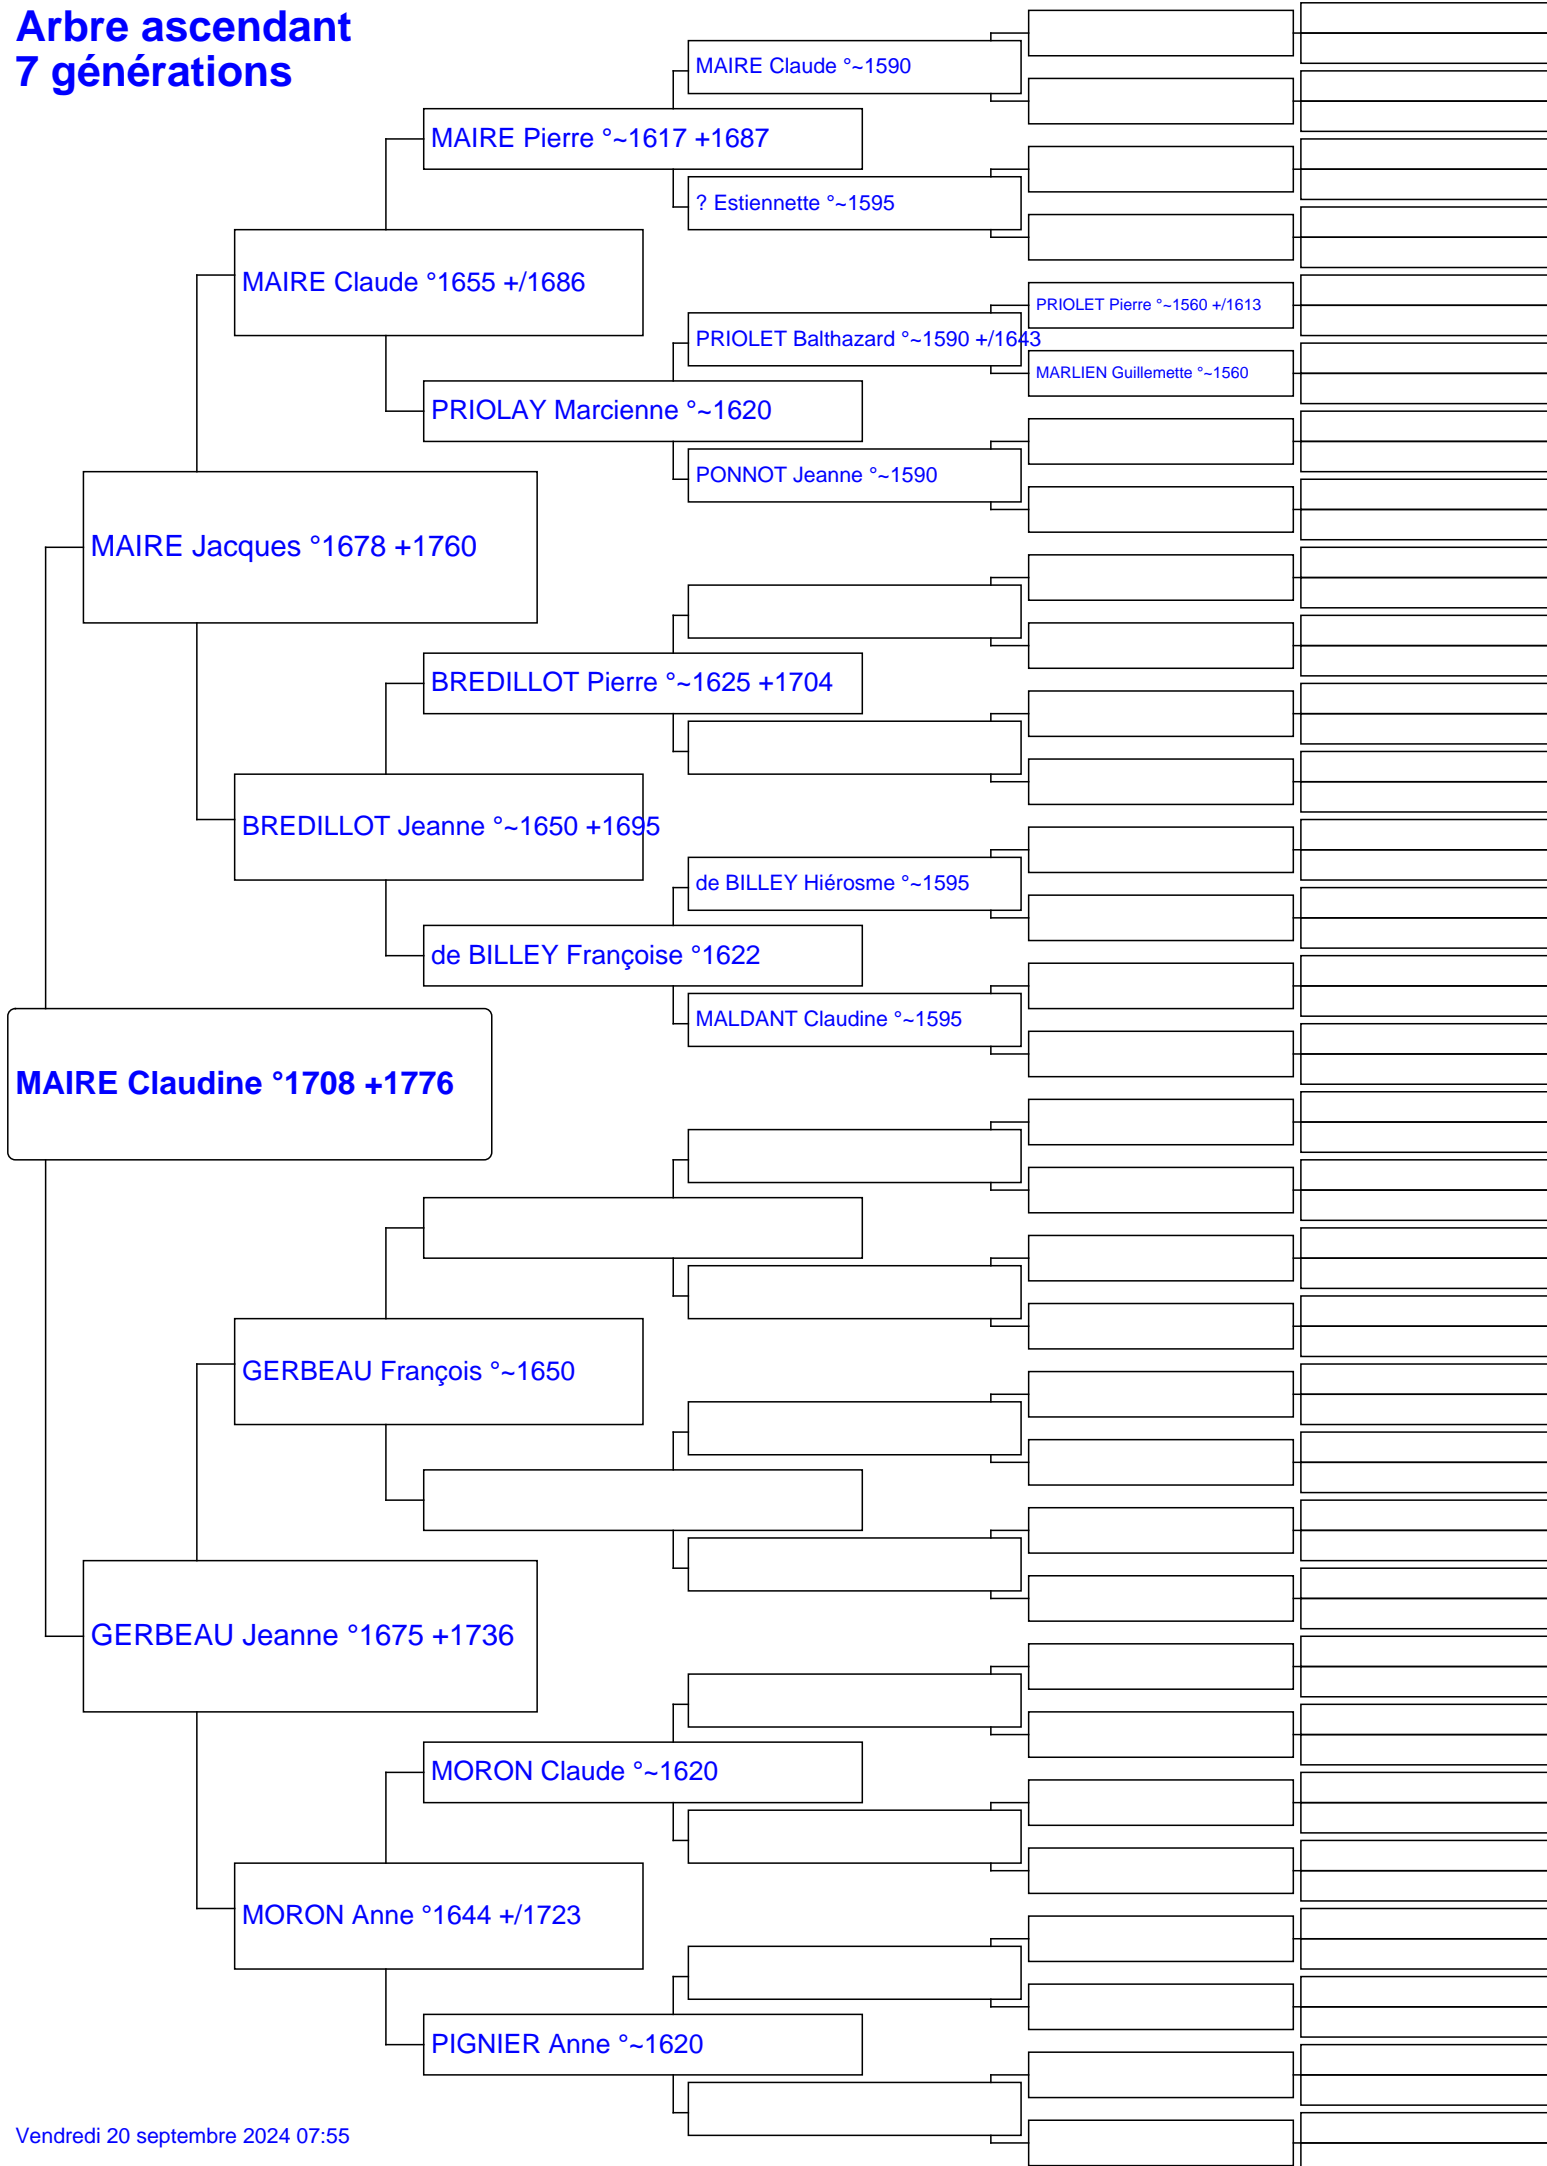 Arbre ascendant
7 générations
MAIRE Claude °~1590
MAIRE Pierre °~1617 +1687
? Estiennette °~1595
MAIRE Claude °1655 +/1686
PRIOLET Pierre °~1560 +/1613
PRIOLET Balthazard °~1590 +/1643
MARLIEN Guillemette °~1560
PRIOLAY Marcienne °~1620
PONNOT Jeanne °~1590
MAIRE Jacques °1678 +1760
BREDILLOT Pierre °~1625 +1704
BREDILLOT Jeanne °~1650 +1695
de BILLEY Hiérosme °~1595
de BILLEY Françoise °1622
MALDANT Claudine °~1595
MAIRE Claudine °1708 +1776
GERBEAU François °~1650
GERBEAU Jeanne °1675 +1736
MORON Claude °~1620
MORON Anne °1644 +/1723
PIGNIER Anne °~1620
Vendredi 20 septembre 2024 07:55